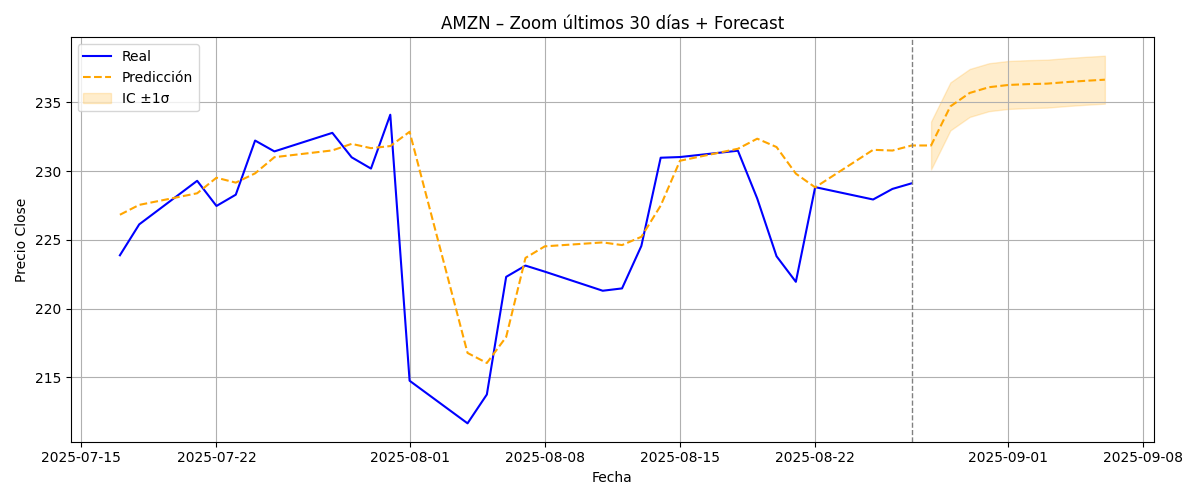 AMZN – Zoom últimos 30 días + Forecast
Real
Predicción
IC ±1σ
Precio Close
235
230
225
220
215
2025-07-15
2025-07-22
2025-08-01
2025-08-08
2025-08-15
2025-08-22
2025-09-01
2025-09-08
Fecha